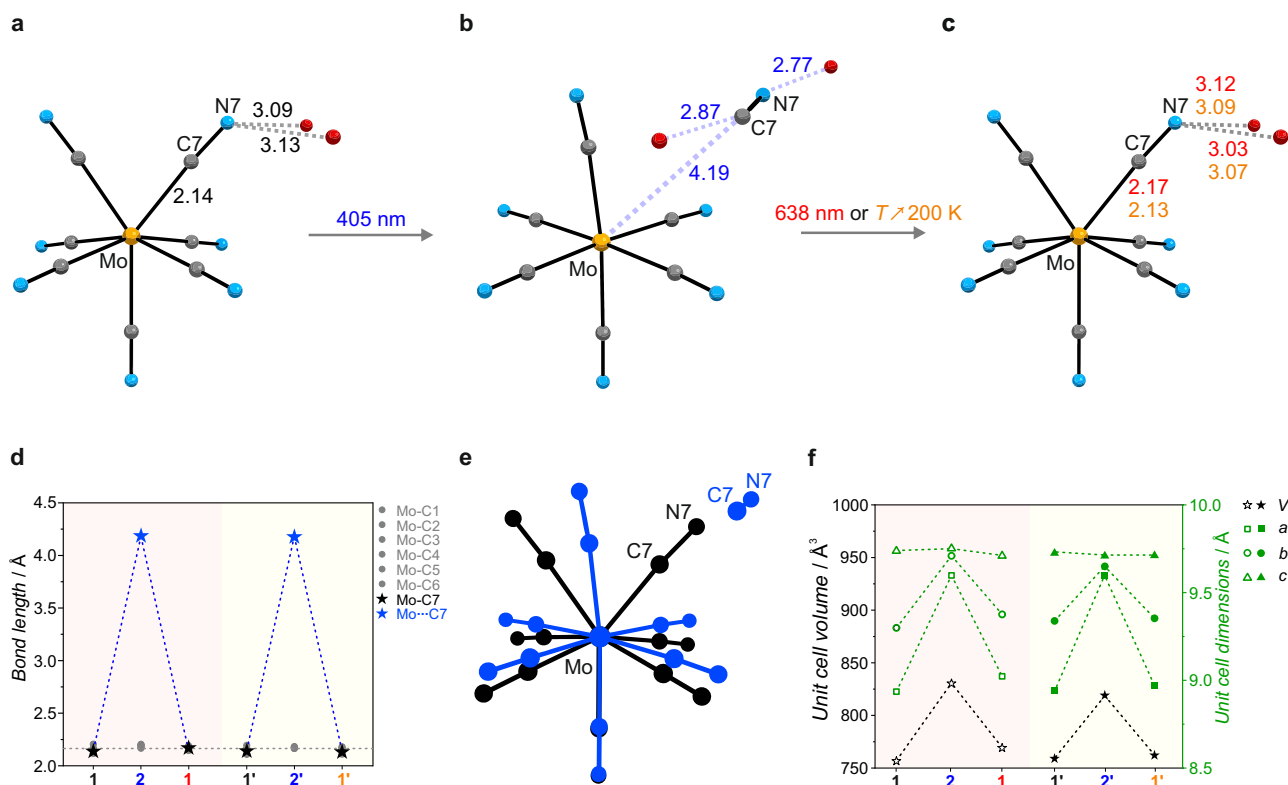 a
b
c
N7
3.09
3.13
C7
2.14
Mo
405 nm
2.77
N7
2.87
C7
4.19
Mo
638 nm or T↗200 K
3.12
3.09
N7
C7
3.03
3.07
2.17
2.13
Mo
d
Bond length / Å
4.5
4.0
3.5
3.0
2.5
2.0
1 2 1 1' 2' 1'
Mo-C1
Mo-C2
Mo-C3
Mo-C4
Mo-C5
Mo-C6
Mo-C7
Mo···C7
e
N7
C7
N7
C7
Mo
f
Unit cell volume / Å³
1000
950
900
850
800
750
1 2 1 1' 2' 1'
10.0
9.5
9.0
8.5
Unit cell dimensions / Å
V
a
b
c